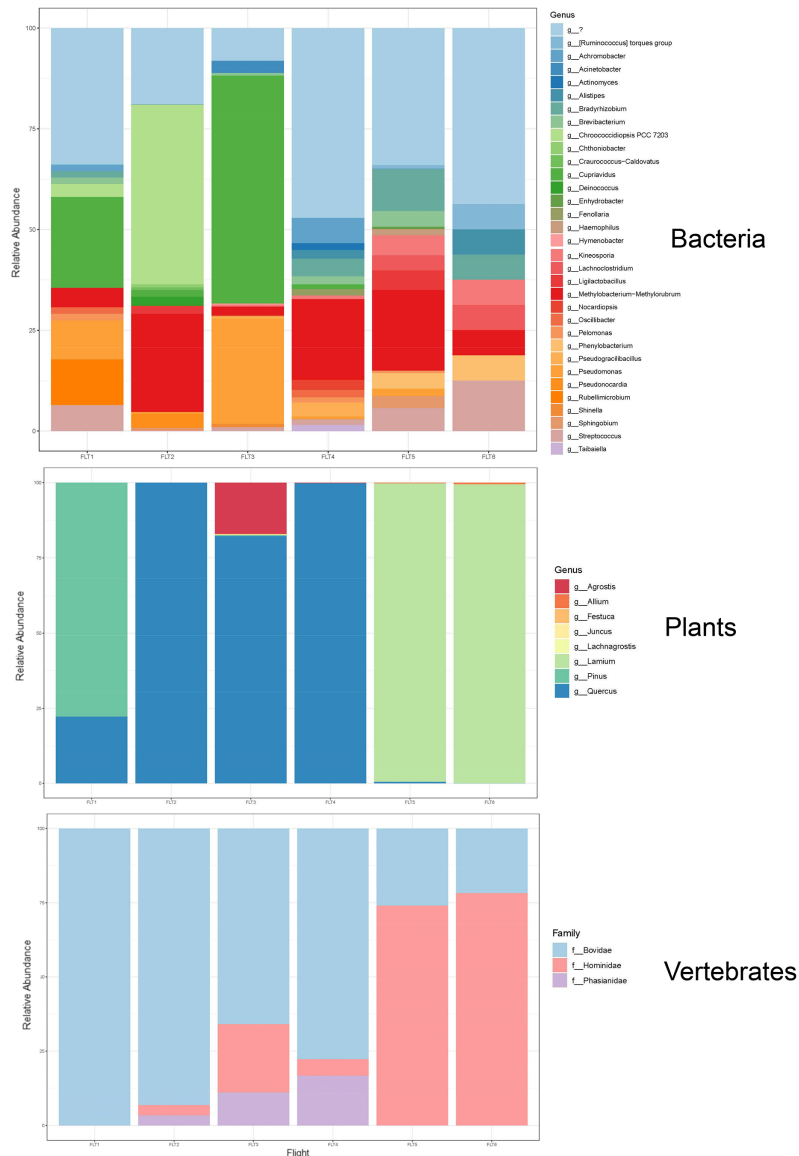 Relative Abundance
100
75
50
25
0
FLT1 FLT2 FLT3 FLT4 FLT5 FLT6
Genus
g__?
g__[Ruminococcus] torques group
g__Achromobacter
g__Acinetobacter
g__Actinomyces
g__Alistipes
g__Bradyrhizobium
g__Brevibacterium
g__Chroococcidiopsis PCC 7203
g__Chthoniobacter
g__Craurococcus-Caldovatus
g__Cupriavidus
g__Deinococcus
g__Enhydrobacter
g__Fenollaria
g__Haemophilus
g__Hymenobacter
g__Kineosporia
g__Lachnoclostridium
g__Ligilactobacillus
g__Methylobacterium-Methylorubrum
g__Nocardiopsis
g__Oscillibacter
g__Pelomonas
g__Phenylobacterium
g__Pseudogracilibacillus
g__Pseudomonas
g__Pseudonocardia
g__Rubellimicrobium
g__Shinella
g__Sphingobium
g__Streptococcus
g__Taibaiella
Bacteria
Relative Abundance
100
75
50
25
0
FLT1 FLT2 FLT3 FLT4 FLT5 FLT6
Genus
g__Agrostis
g__Allium
g__Festuca
g__Juncus
g__Lachnagrostis
g__Lamium
g__Pinus
g__Quercus
Plants
Relative Abundance
100
75
50
25
0
FLT1 FLT2 FLT3 FLT4 FLT5 FLT6
Flight
Family
f__Bovidae
f__Hominidae
f__Phasianidae
Vertebrates